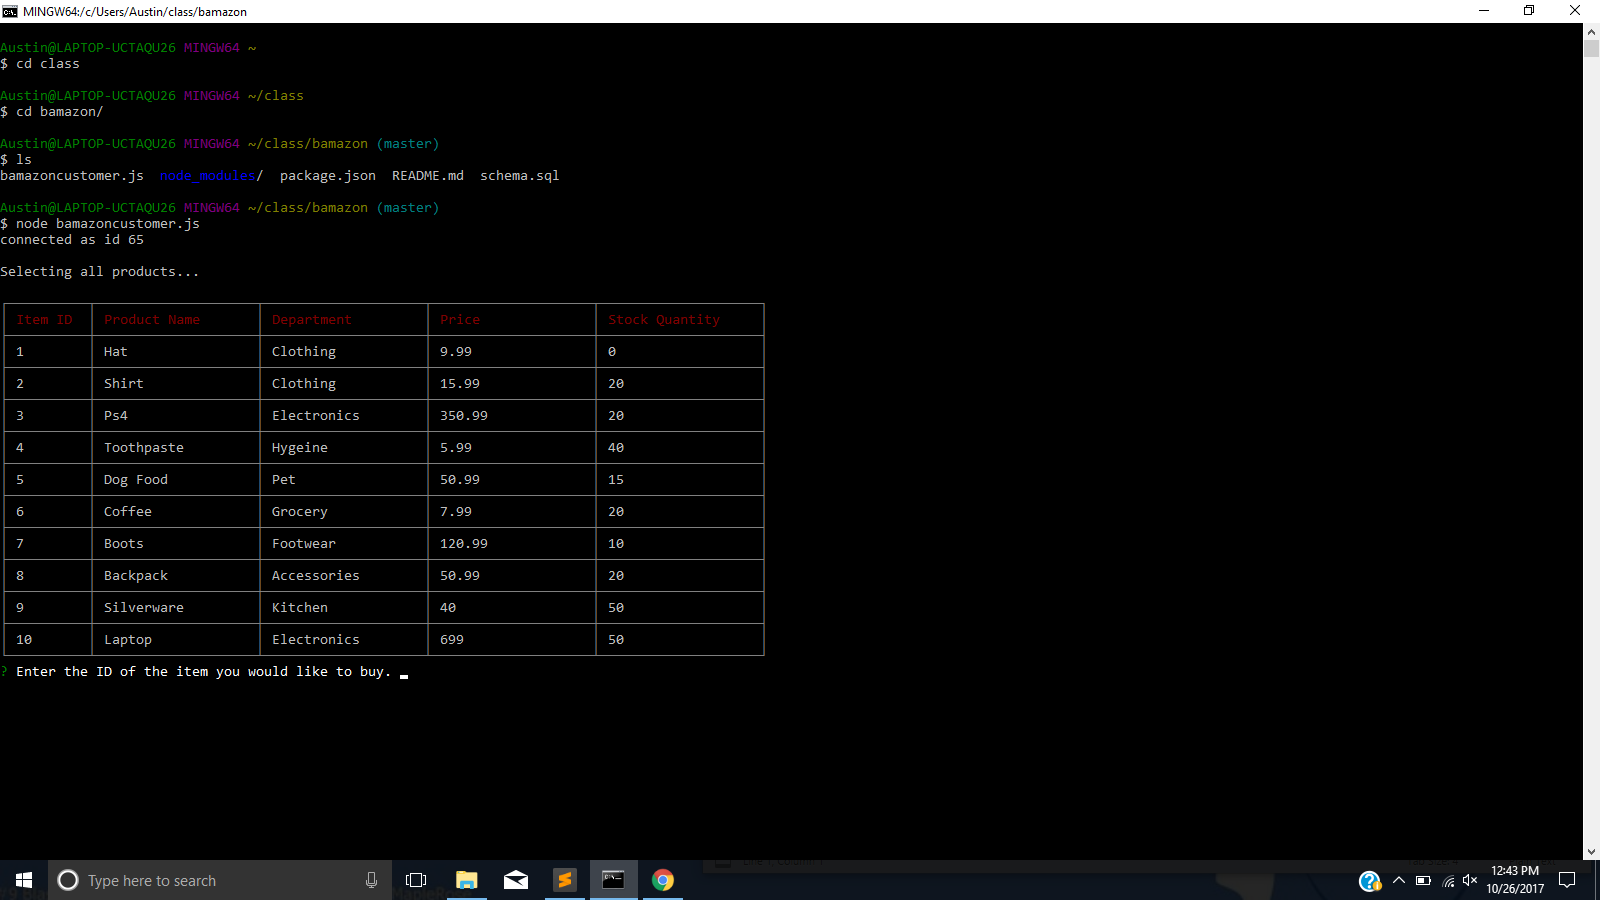 MINGW64:/c/Users/Austin/class/bamazon
Austin@LAPTOP-UCTAQU26 MINGW64 ~
$ cd class
Austin@LAPTOP-UCTAQU26 MINGW64 ~/class
$ cd bamazon/
Austin@LAPTOP-UCTAQU26 MINGW64 ~/class/bamazon (master)
$ ls
bamazoncustomer.js node_modules/ package.json README.md schema.sql
Austin@LAPTOP-UCTAQU26 MINGW64 ~/class/bamazon (master)
$ node bamazoncustomer.js
connected as id 65
Selecting all products...
Item ID Product Name Department Price Stock Quantity
1 Hat Clothing 9.99 0
2 Shirt Clothing 15.99 20
3 Ps4 Electronics 350.99 20
4 Toothpaste Hygeine 5.99 40
5 Dog Food Pet 50.99 15
6 Coffee Grocery 7.99 20
7 Boots Footwear 120.99 10
8 Backpack Accessories 50.99 20
9 Silverware Kitchen 40 50
10 Laptop Electronics 699 50
? Enter the ID of the item you would like to buy.
Type here to search
12:43 PM
10/26/2017